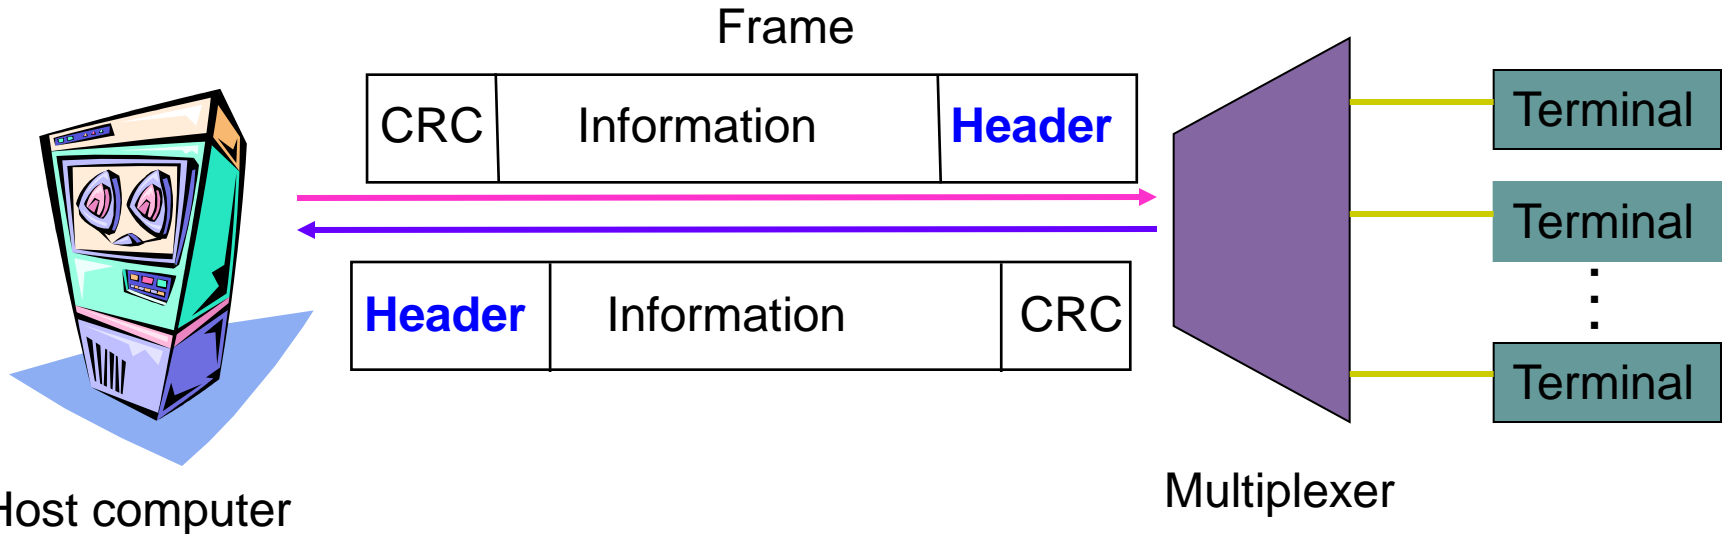 Frame
CRC Information Header
Terminal
Terminal
Header Information CRC
Terminal
Multiplexer
Host computer